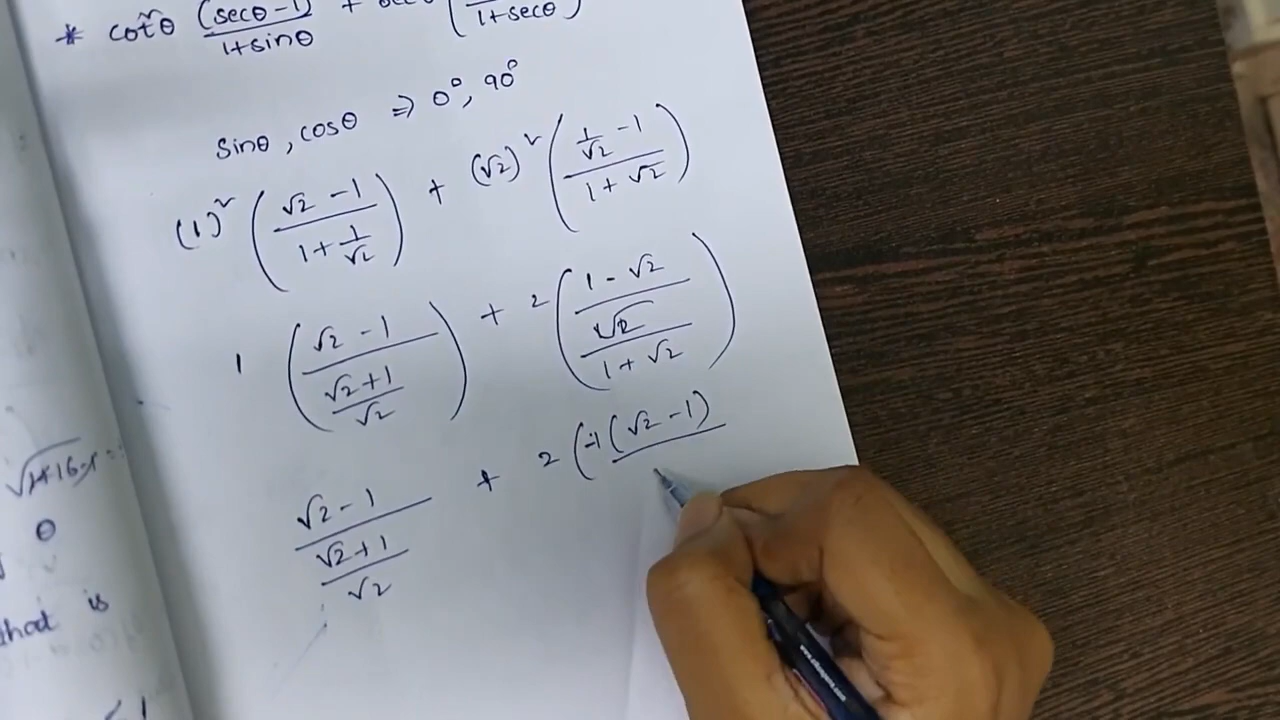 * cot²θ (secθ-1)/(1+sinθ) +
1+secθ)
sinθ, cosθ ⇒ 0°, 90°
(1)² ((√2 - 1)/(1 + 1/√2)) + (√2)² ((1/√2 - 1)/(1 + √2))
1 ((√2 - 1)/((√2+1)/√2)) + 2 (((1 - √2)/√2)/(1 + √2))
(√2 - 1)/((√2+1)/√2) + 2 (-1(√2 - 1)
θ
that is